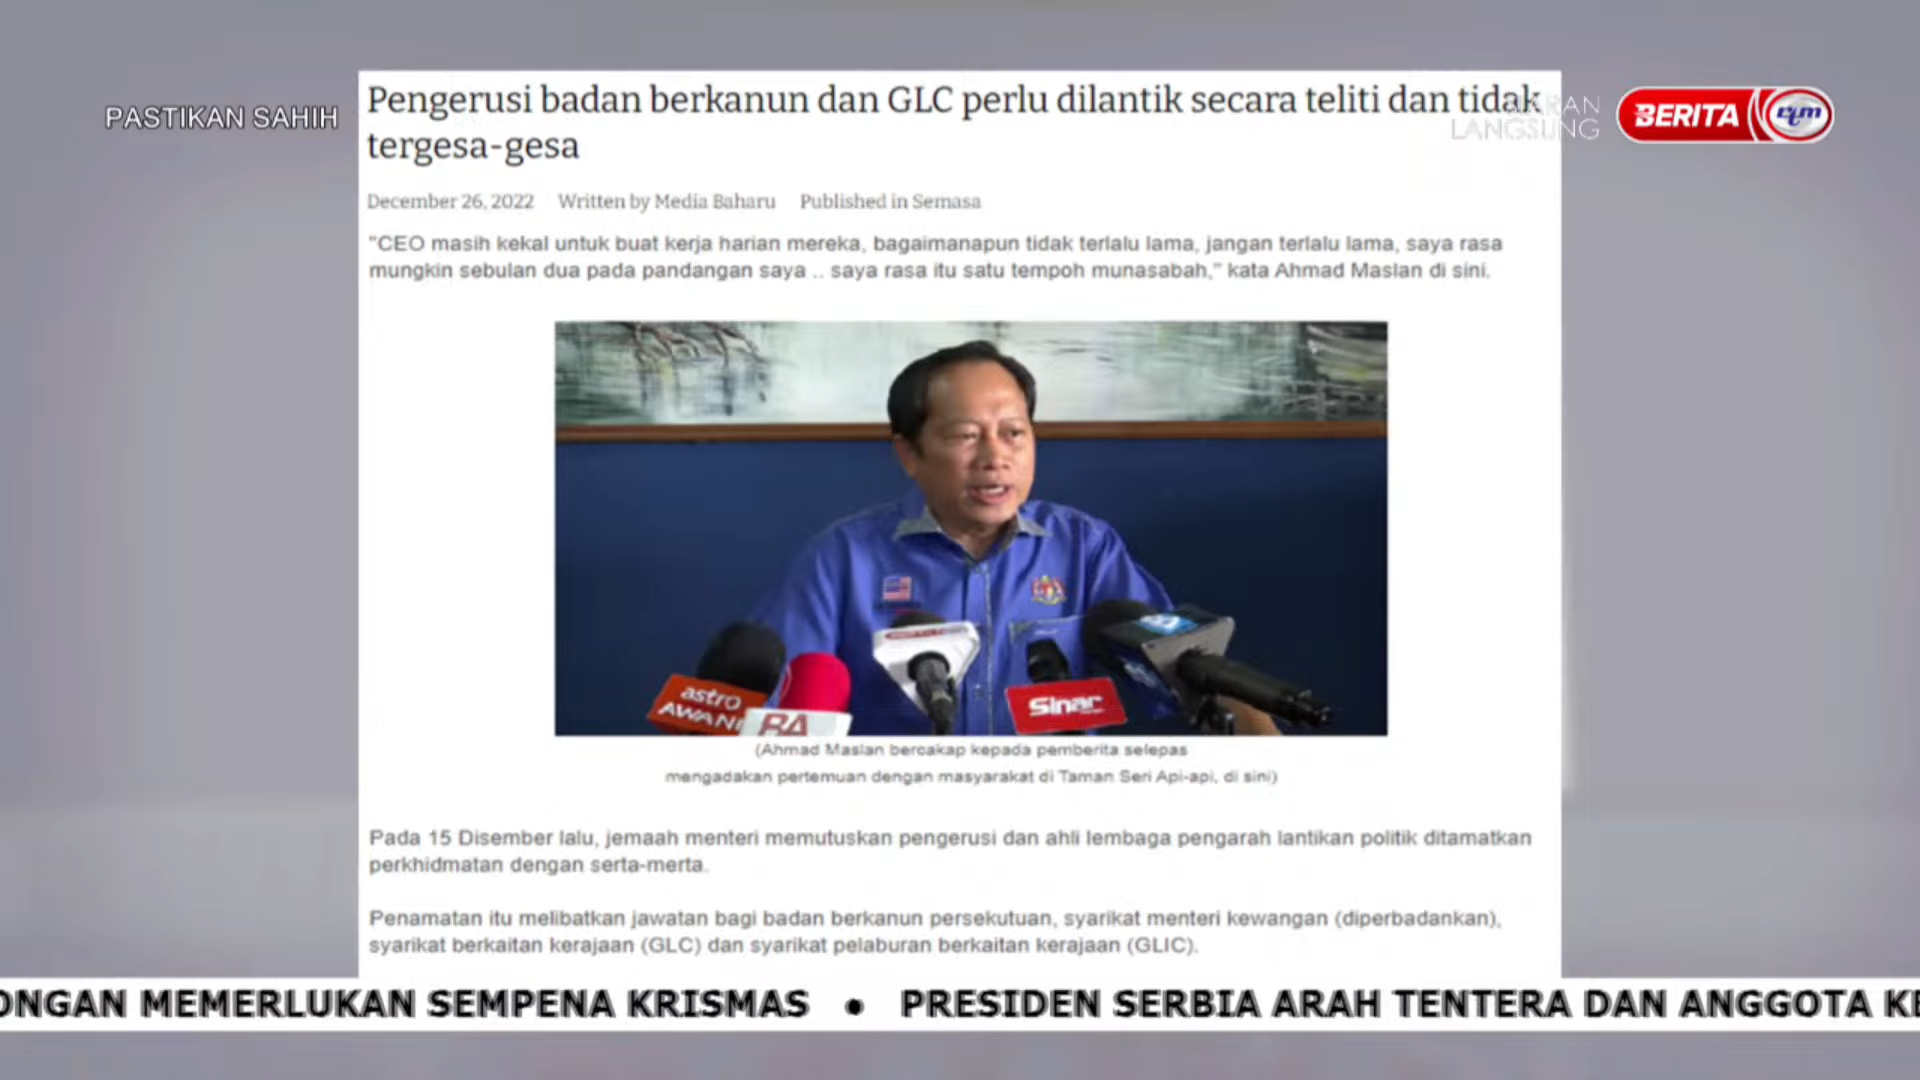 PASTIKAN SAHIH
Pengerusi badan berkanun dan GLC perlu dilantik secara teliti dan tidak
tergesa-gesa
LANGSUNG
BERITA rtm
December 26, 2022 Written by Media Baharu Published in Semasa
"CEO masih kekal untuk buat kerja harian mereka, bagaimanapun tidak terlalu lama, jangan terlalu lama, saya rasa
mungkin sebulan dua pada pandangan saya .. saya rasa itu satu tempoh munasabah," kata Ahmad Maslan di sini.
astro
AWANI
BA
Sinar
(Ahmad Maslan bercakap kepada pemberita selepas
mengadakan pertemuan dengan masyarakat di Taman Seri Api-api, di sini)
Pada 15 Disember lalu, jemaah menteri memutuskan pengerusi dan ahli lembaga pengarah lantikan politik ditamatkan
perkhidmatan dengan serta-merta.
Penamatan itu melibatkan jawatan bagi badan berkanun persekutuan, syarikat menteri kewangan (diperbadankan),
syarikat berkaitan kerajaan (GLC) dan syarikat pelaburan berkaitan kerajaan (GLIC).
ONGAN MEMERLUKAN SEMPENA KRISMAS • PRESIDEN SERBIA ARAH TENTERA DAN ANGGOTA KE